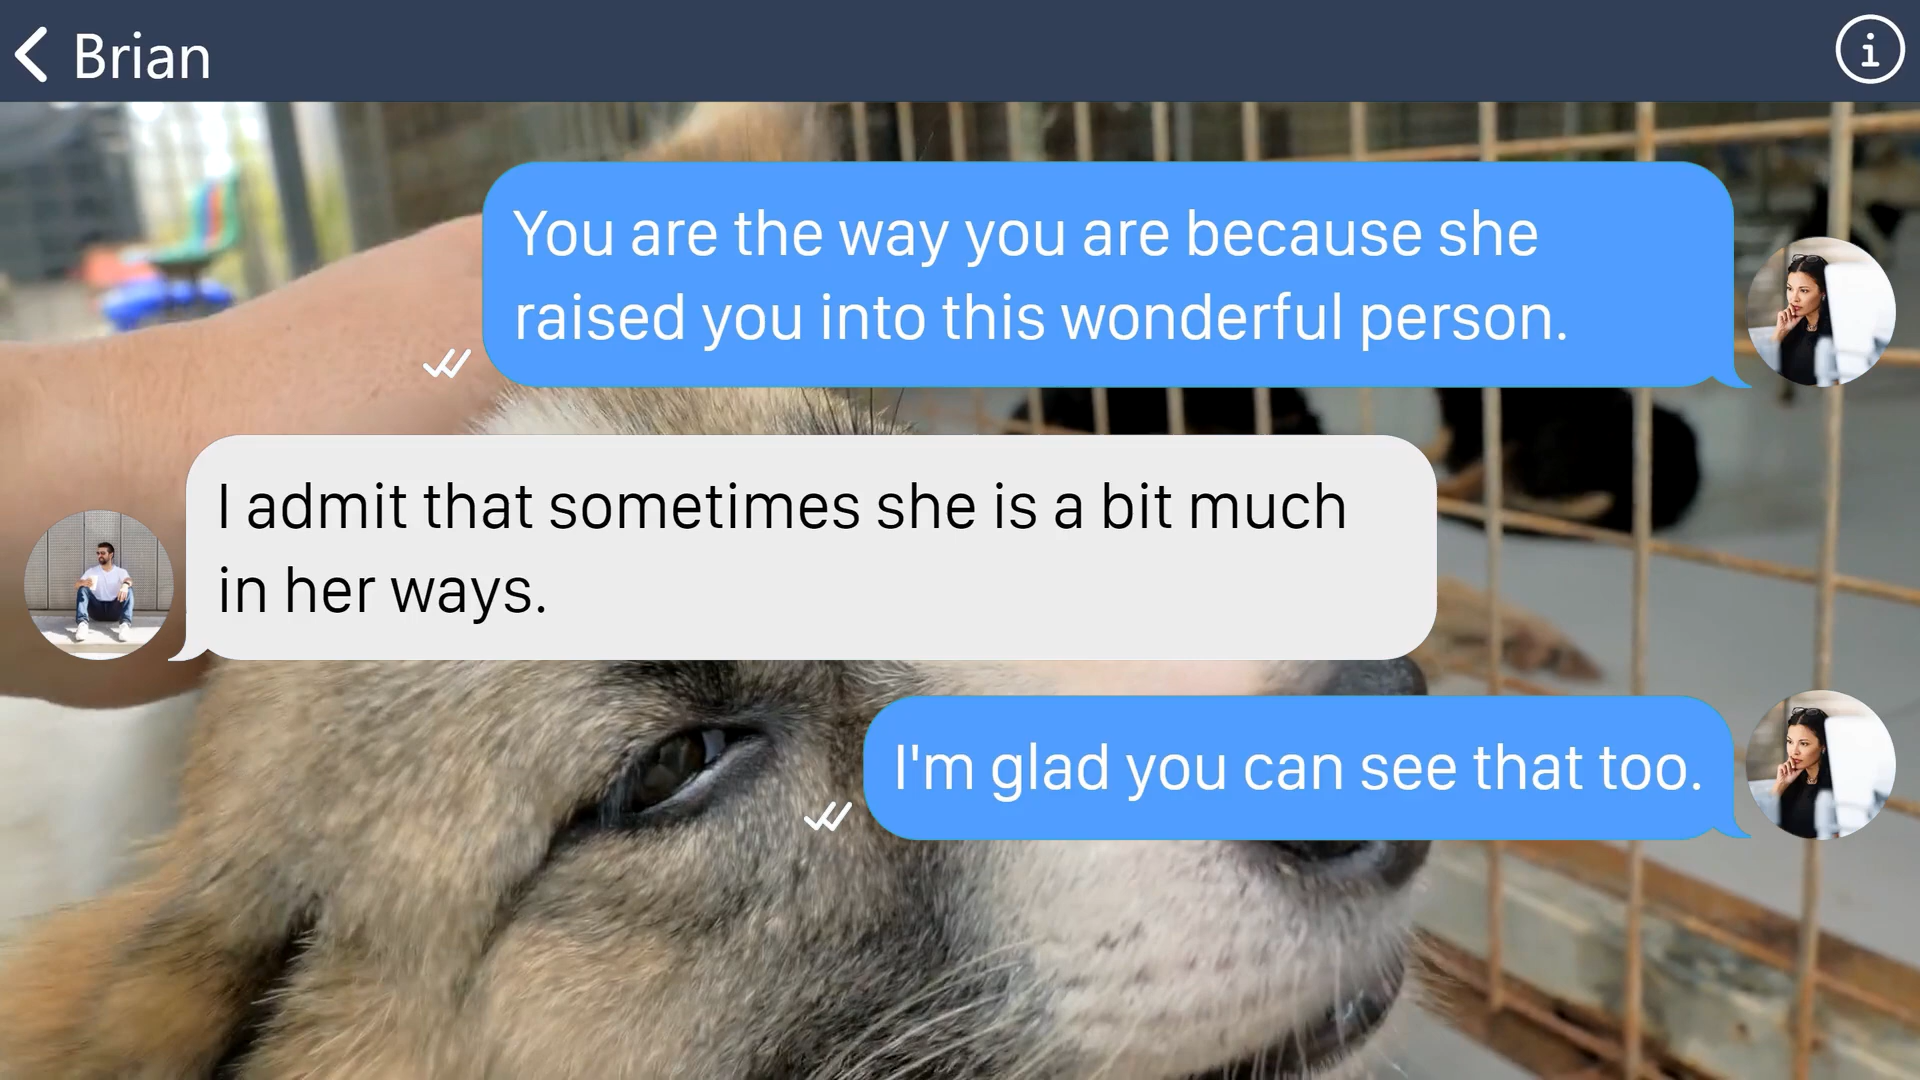 Brian
You are the way you are because she
raised you into this wonderful person.
I admit that sometimes she is a bit much
in her ways.
I'm glad you can see that too.